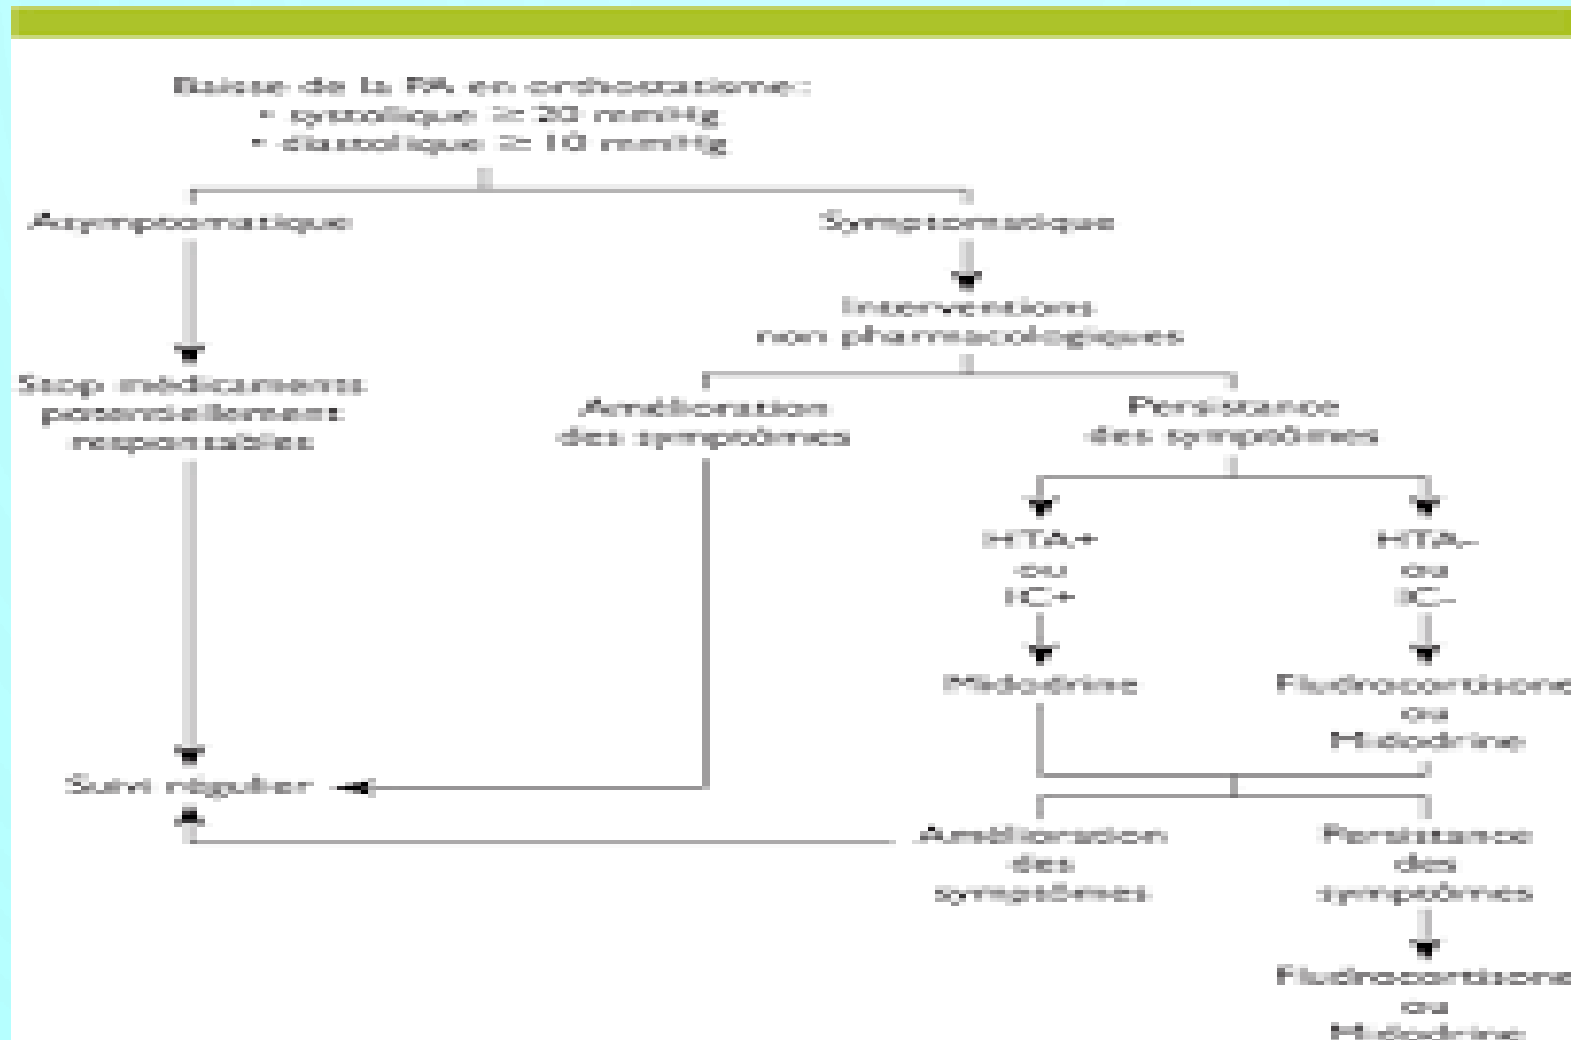 Baisse de la PA en orthostatisme:
• systolique ≥ 20 mmHg
• diastolique ≥ 10 mmHg
Asymptomatique
Symptomatique
Interventions
non pharmacologiques
Stop médicaments
potentiellement
responsables
Amélioration
des symptômes
Persistance
des symptômes
HTA+
ou
IC+
HTA–
ou
IC–
Midodrine
Fludrocortisone
ou
Midodrine
Suivi régulier
Amélioration
des
symptômes
Persistance
des
symptômes
Fludrocortisone
ou
Midodrine